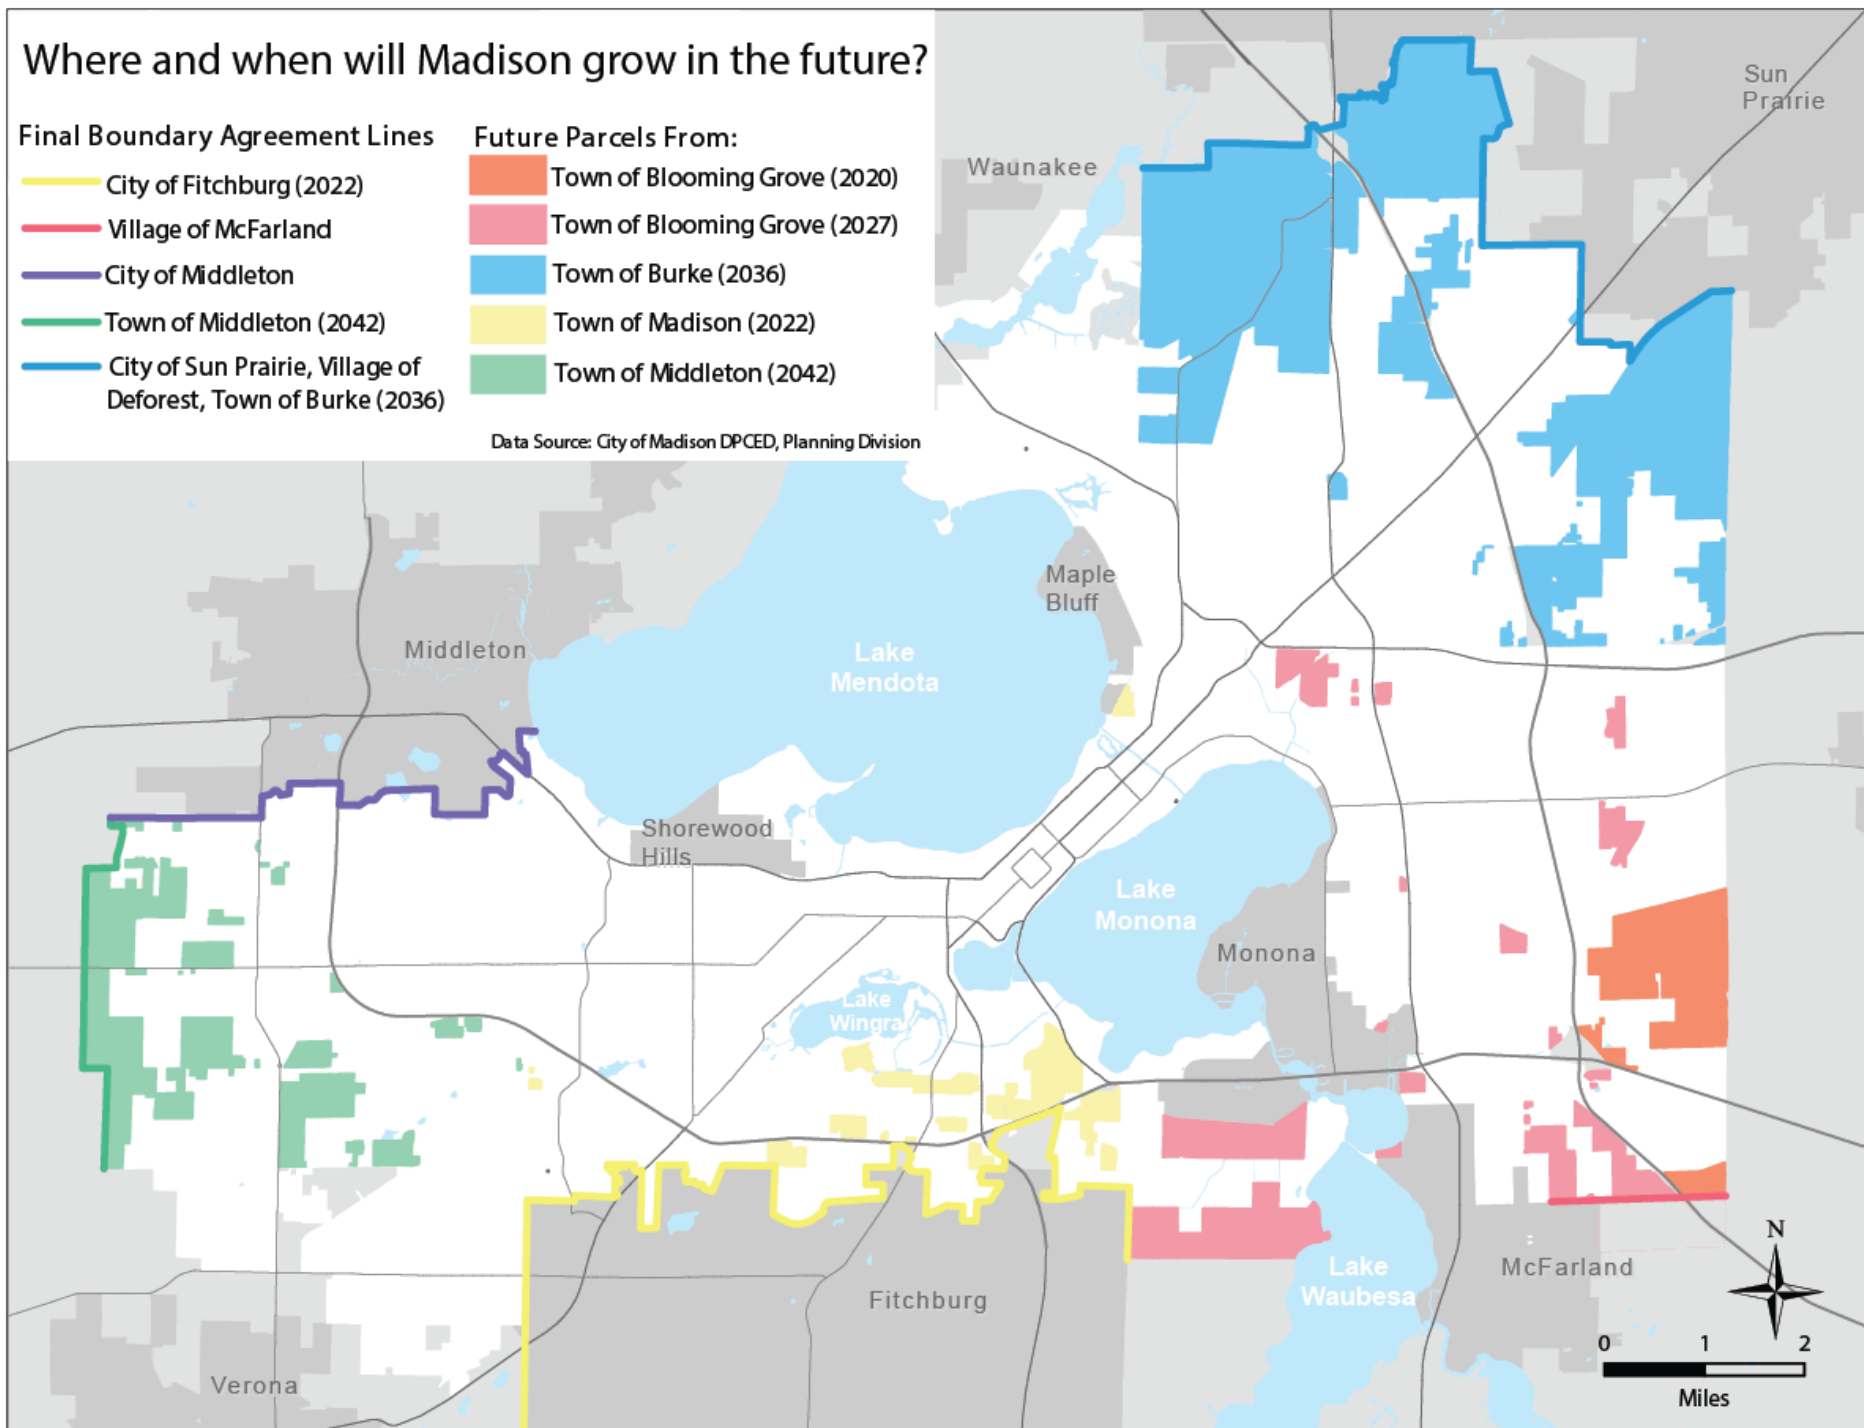 Where and when will Madison grow in the future?
Final Boundary Agreement Lines
City of Fitchburg (2022)
Village of McFarland
City of Middleton
Town of Middleton (2042)
City of Sun Prairie, Village of
Deforest, Town of Burke (2036)
Future Parcels From:
Town of Blooming Grove (2020)
Town of Blooming Grove (2027)
Town of Burke (2036)
Town of Madison (2022)
Town of Middleton (2042)
Data Source: City of Madison DPCED, Planning Division
Sun
Prairie
Waunakee
Maple
Bluff
Middleton
Lake
Mendota
Shorewood
Hills
Lake
Monona
Monona
Lake
Wingra
Fitchburg
Lake
Waubesa
McFarland
Verona
N
0 1 2
Miles